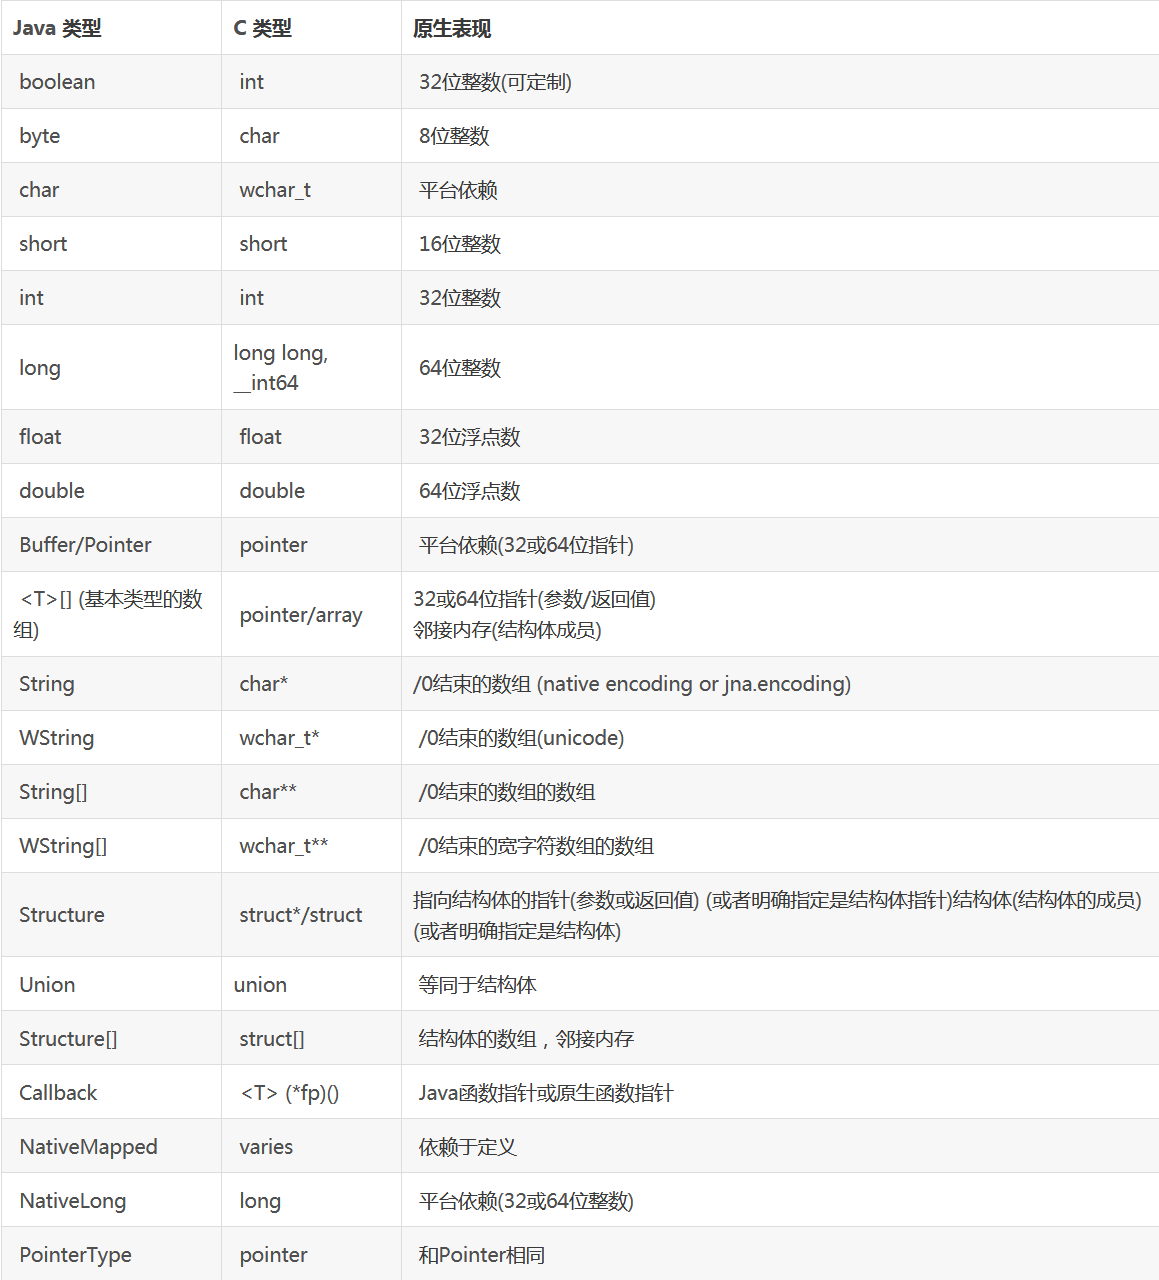 Java 类型 C 类型 原生表现
boolean int 32位整数(可定制)
byte char 8位整数
char wchar_t 平台依赖
short short 16位整数
int int 32位整数
long long long,
__int64 64位整数
float float 32位浮点数
double double 64位浮点数
Buffer/Pointer pointer 平台依赖(32或64位指针)
<T>[] (基本类型的数
组) pointer/array 32或64位指针(参数/返回值)
邻接内存(结构体成员)
String char* /0结束的数组 (native encoding or jna.encoding)
WString wchar_t* /0结束的数组(unicode)
String[] char** /0结束的数组的数组
WString[] wchar_t** /0结束的宽字符数组的数组
Structure struct*/struct 指向结构体的指针(参数或返回值) (或者明确指定是结构体指针)结构体(结构体的成员)
(或者明确指定是结构体)
Union union 等同于结构体
Structure[] struct[] 结构体的数组，邻接内存
Callback <T> (*fp)() Java函数指针或原生函数指针
NativeMapped varies 依赖于定义
NativeLong long 平台依赖(32或64位整数)
PointerType pointer 和Pointer相同